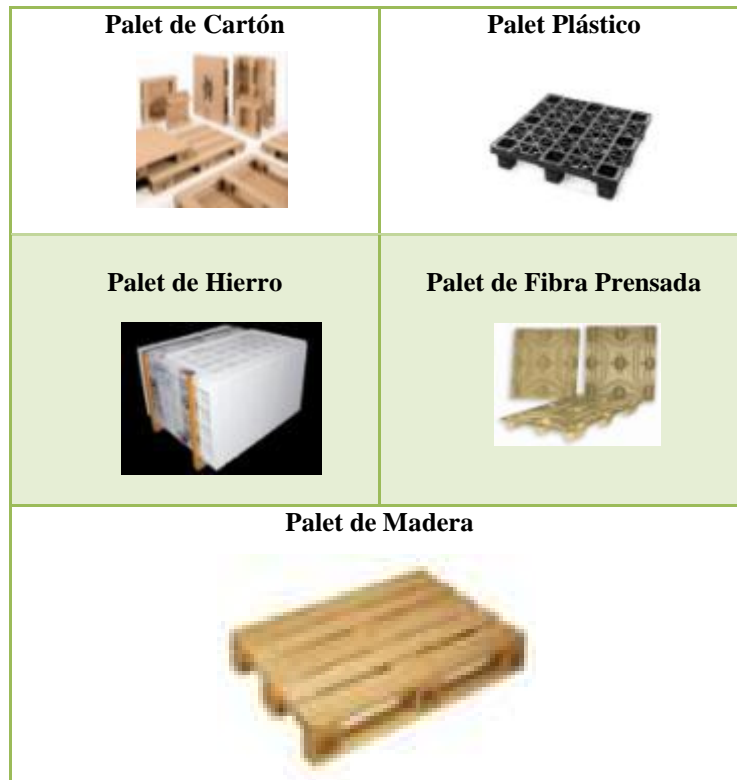 Palet de Cartón
Palet Plástico
Palet de Hierro
Palet de Fibra Prensada
Palet de Madera